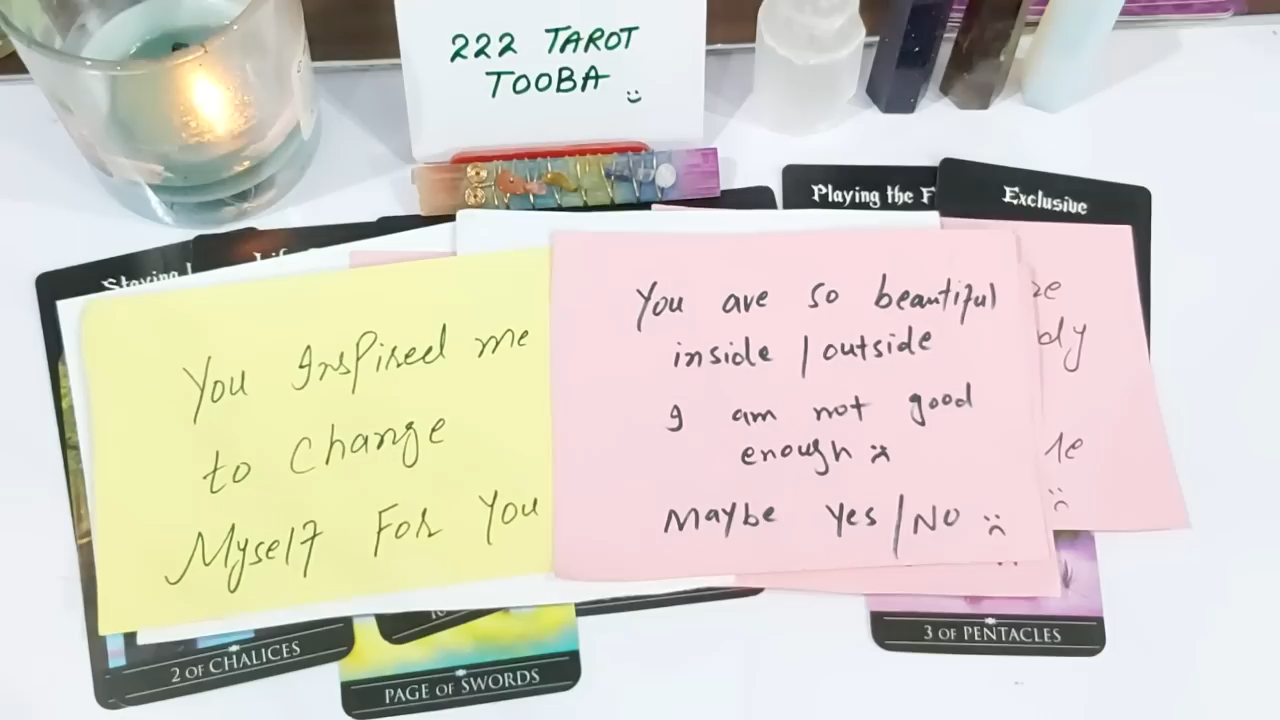 222 TAROT
TOOBA
Playing the F
Exclusive
Staying
You Inspired me
to change
Myself For You
You are so beautiful
inside / outside
I am not good
enough
Maybe Yes / No
2 OF CHALICES
PAGE OF SWORDS
3 OF PENTACLES